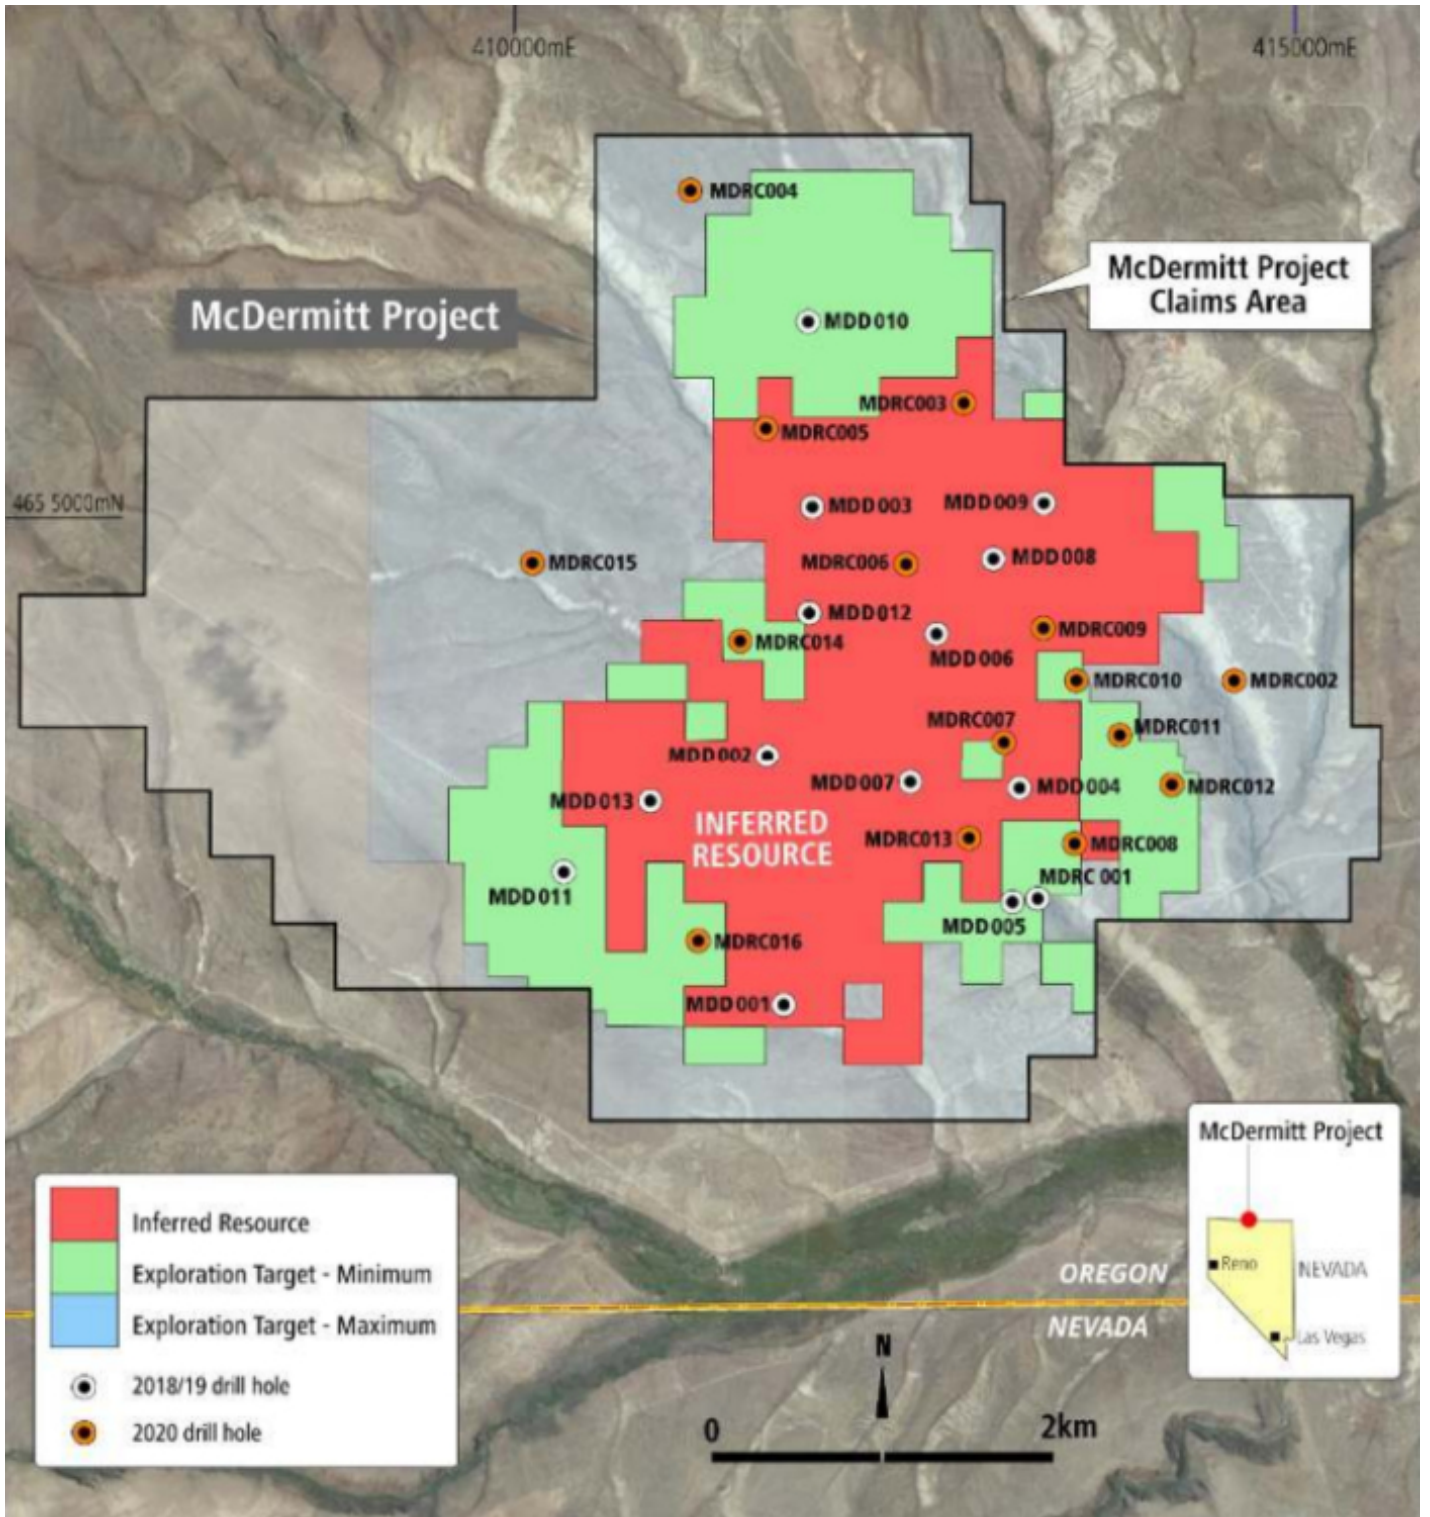 410000mE
415000mE
MDRC004
McDermitt Project
Claims Area
McDermitt Project
MDD010
MDRC003
MDRC005
465 5000mN
MDD003
MDD009
MDRC015
MDRC006
MDD008
MDD012
MDRC009
MDRC014
MDD006
MDRC010
MDRC002
MDRC007
MDRC011
MDD002
MDD007
MDD004
MDRC012
MDD013
INFERRED
RESOURCE
MDRC013
MDRC008
MDRC 001
MDD011
MDD005
MDRC016
MDD001
McDermitt Project
Reno
NEVADA
Las Vegas
Inferred Resource
Exploration Target - Minimum
Exploration Target - Maximum
2018/19 drill hole
2020 drill hole
OREGON
NEVADA
N
0
2km